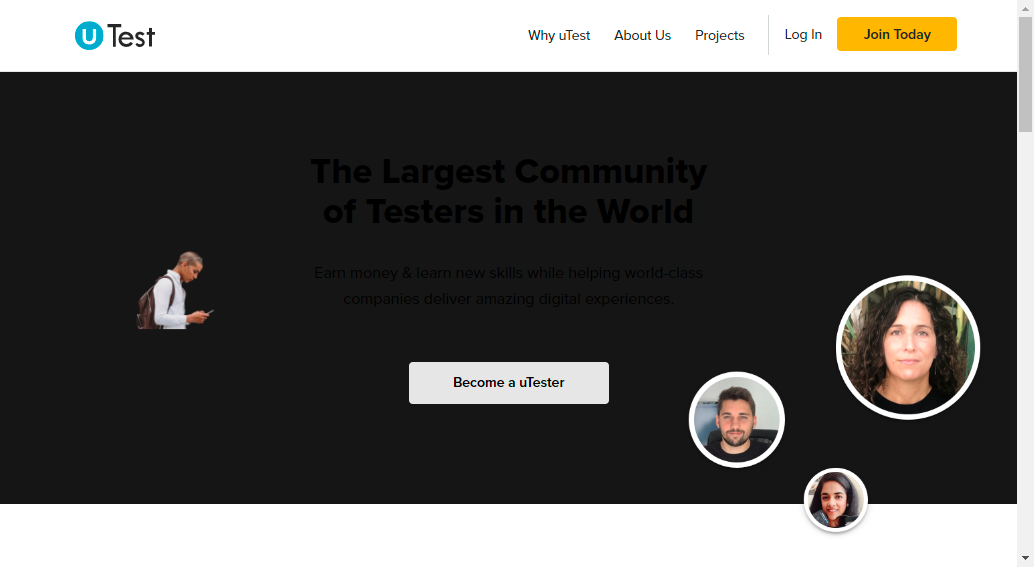 uTest
Why uTest
About Us
Projects
Log In
Join Today
The Largest Community
of Testers in the World
Earn money & learn new skills while helping world-class
companies deliver amazing digital experiences.
Become a uTester